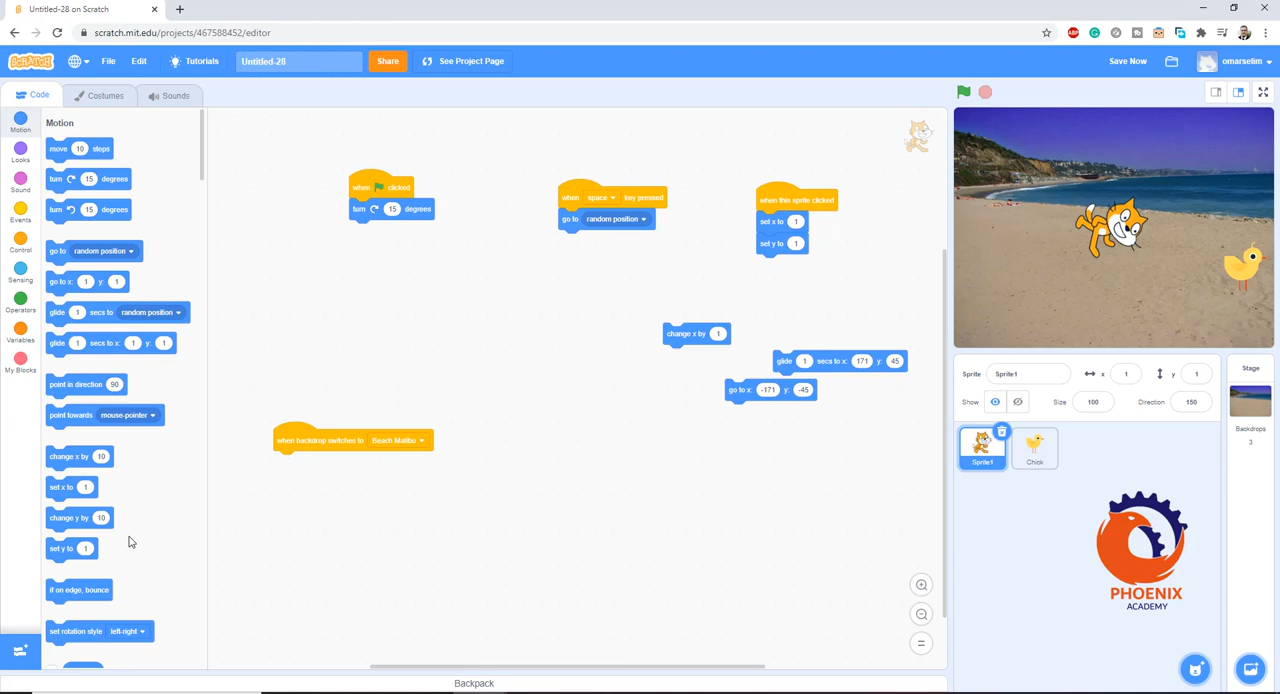 Untitled-28 on Scratch
scratch.mit.edu/projects/467588452/editor
SCRATCH File Edit Tutorials Untitled-28 Share See Project Page Save Now omarselim
Code Costumes Sounds
Motion
Looks
Sound
Events
Control
Sensing
Operators
Variables
My Blocks
Motion
move 10 steps
turn 15 degrees
turn 15 degrees
go to random position
go to x: 1 y: 1
glide 1 secs to random position
glide 1 secs to x: 1 y: 1
point in direction 90
point towards mouse-pointer
change x by 10
set x to 1
change y by 10
set y to 1
if on edge, bounce
set rotation style left-right
when clicked
turn 15 degrees
when space key pressed
go to random position
when this sprite clicked
set x to 1
set y to 1
change x by 1
glide 1 secs to x: 171 y: 45
go to x: -171 y: -45
when backdrop switches to Beach Malibu
Backpack
Sprite Sprite1 x 1 y 1
Show Size 100 Direction 150
Sprite1 Chick
Stage
Backdrops
3
PHOENIX
ACADEMY